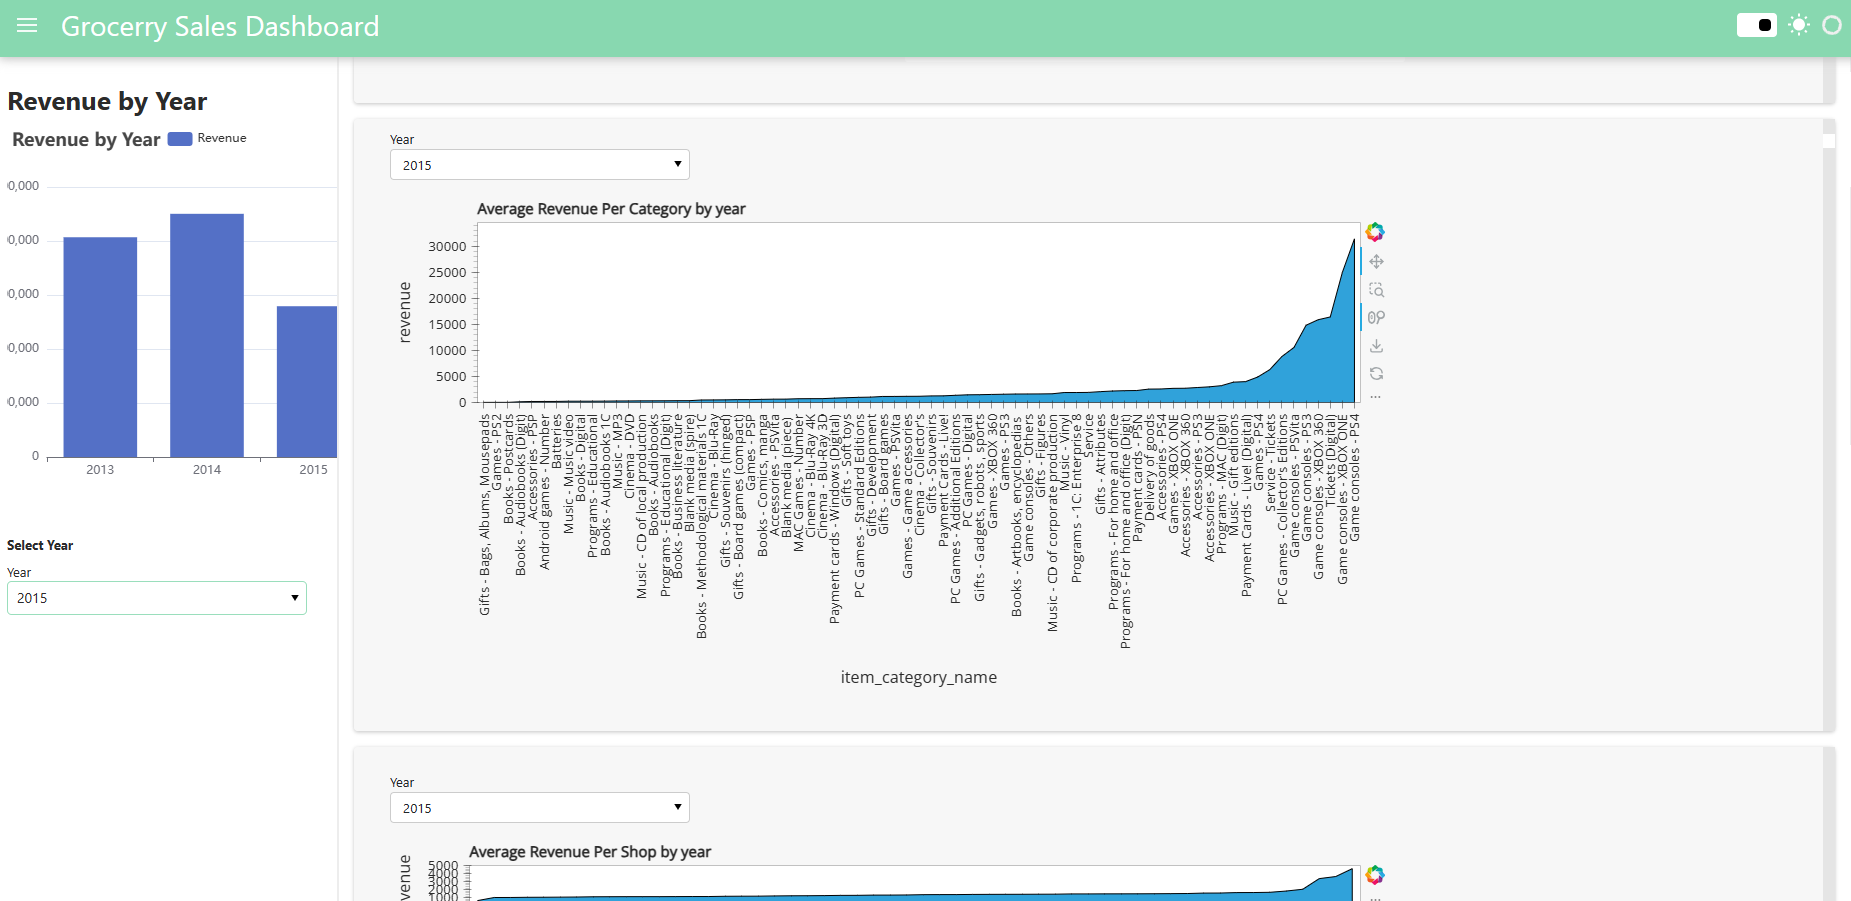 Grocerry Sales Dashboard
Revenue by Year
Revenue by Year
Revenue
0,000
0,000
0,000
0,000
0,000
0
2013
2014
2015
Select Year
Year
2015
Year
2015
Average Revenue Per Category by year
revenue
30000
25000
20000
15000
10000
5000
0
Gifts - Bags, Albums, Mousepads
Games - PS2
Books - Postcards
Books - Audiobooks (Digit)
Accessories - PSP
Android games - Number
Batteries
Music - Music video
Books - Digital
Programs - Educational
Books - Audiobooks 1C
Music - MP3
Cinema - DVD
Music - CD of local production
Books - Audiobooks
Programs - Educational (Digit)
Books - Business literature
Blank media (spire)
Books - Methodological materials 1C
Cinema - Blu-Ray
Gifts - Souvenirs (hinged)
Gifts - Board games (compact)
Games - PSP
Books - Comics, manga
Accessories - PSVita
Blank media (piece)
MAC Games - Number
Cinema - Blu-Ray 4K
Cinema - Blu-Ray 3D
Payment cards - Windows (Digital)
Gifts - Soft toys
PC Games - Standard Editions
Gifts - Development
Gifts - Board games
Games - PSVita
Games - Game accessories
Cinema - Collector's
Gifts - Souvenirs
Payment Cards - Live!
PC Games - Additional Editions
PC Games - Digital
Gifts - Gadgets, robots, sports
Games - XBOX 360
Games - PS3
Books - Artbooks, encyclopedias
Game consoles - Others
Gifts - Figures
Music - CD of corporate production
Music - Vinyl
Programs - 1C: Enterprise 8
Service
Gifts - Attributes
Programs - For home and office
Programs - For home and office (Digit)
Payment cards - PSN
Delivery of goods
Accessories - PS4
Games - XBOX ONE
Accessories - XBOX 360
Accessories - PS3
Accessories - XBOX ONE
Programs - MAC (Digit)
Music - Gift editions
Payment Cards - Live! (Digital)
Games - PS4
Service - Tickets
PC Games - Collector's Editions
Game consoles - PSVita
Game consoles - PS3
Game consoles - XBOX 360
Tickets (Digital)
Game consoles - XBOX ONE
Game consoles - PS4
item_category_name
Year
2015
Average Revenue Per Shop by year
venue
5000
4000
3000
2000
1000